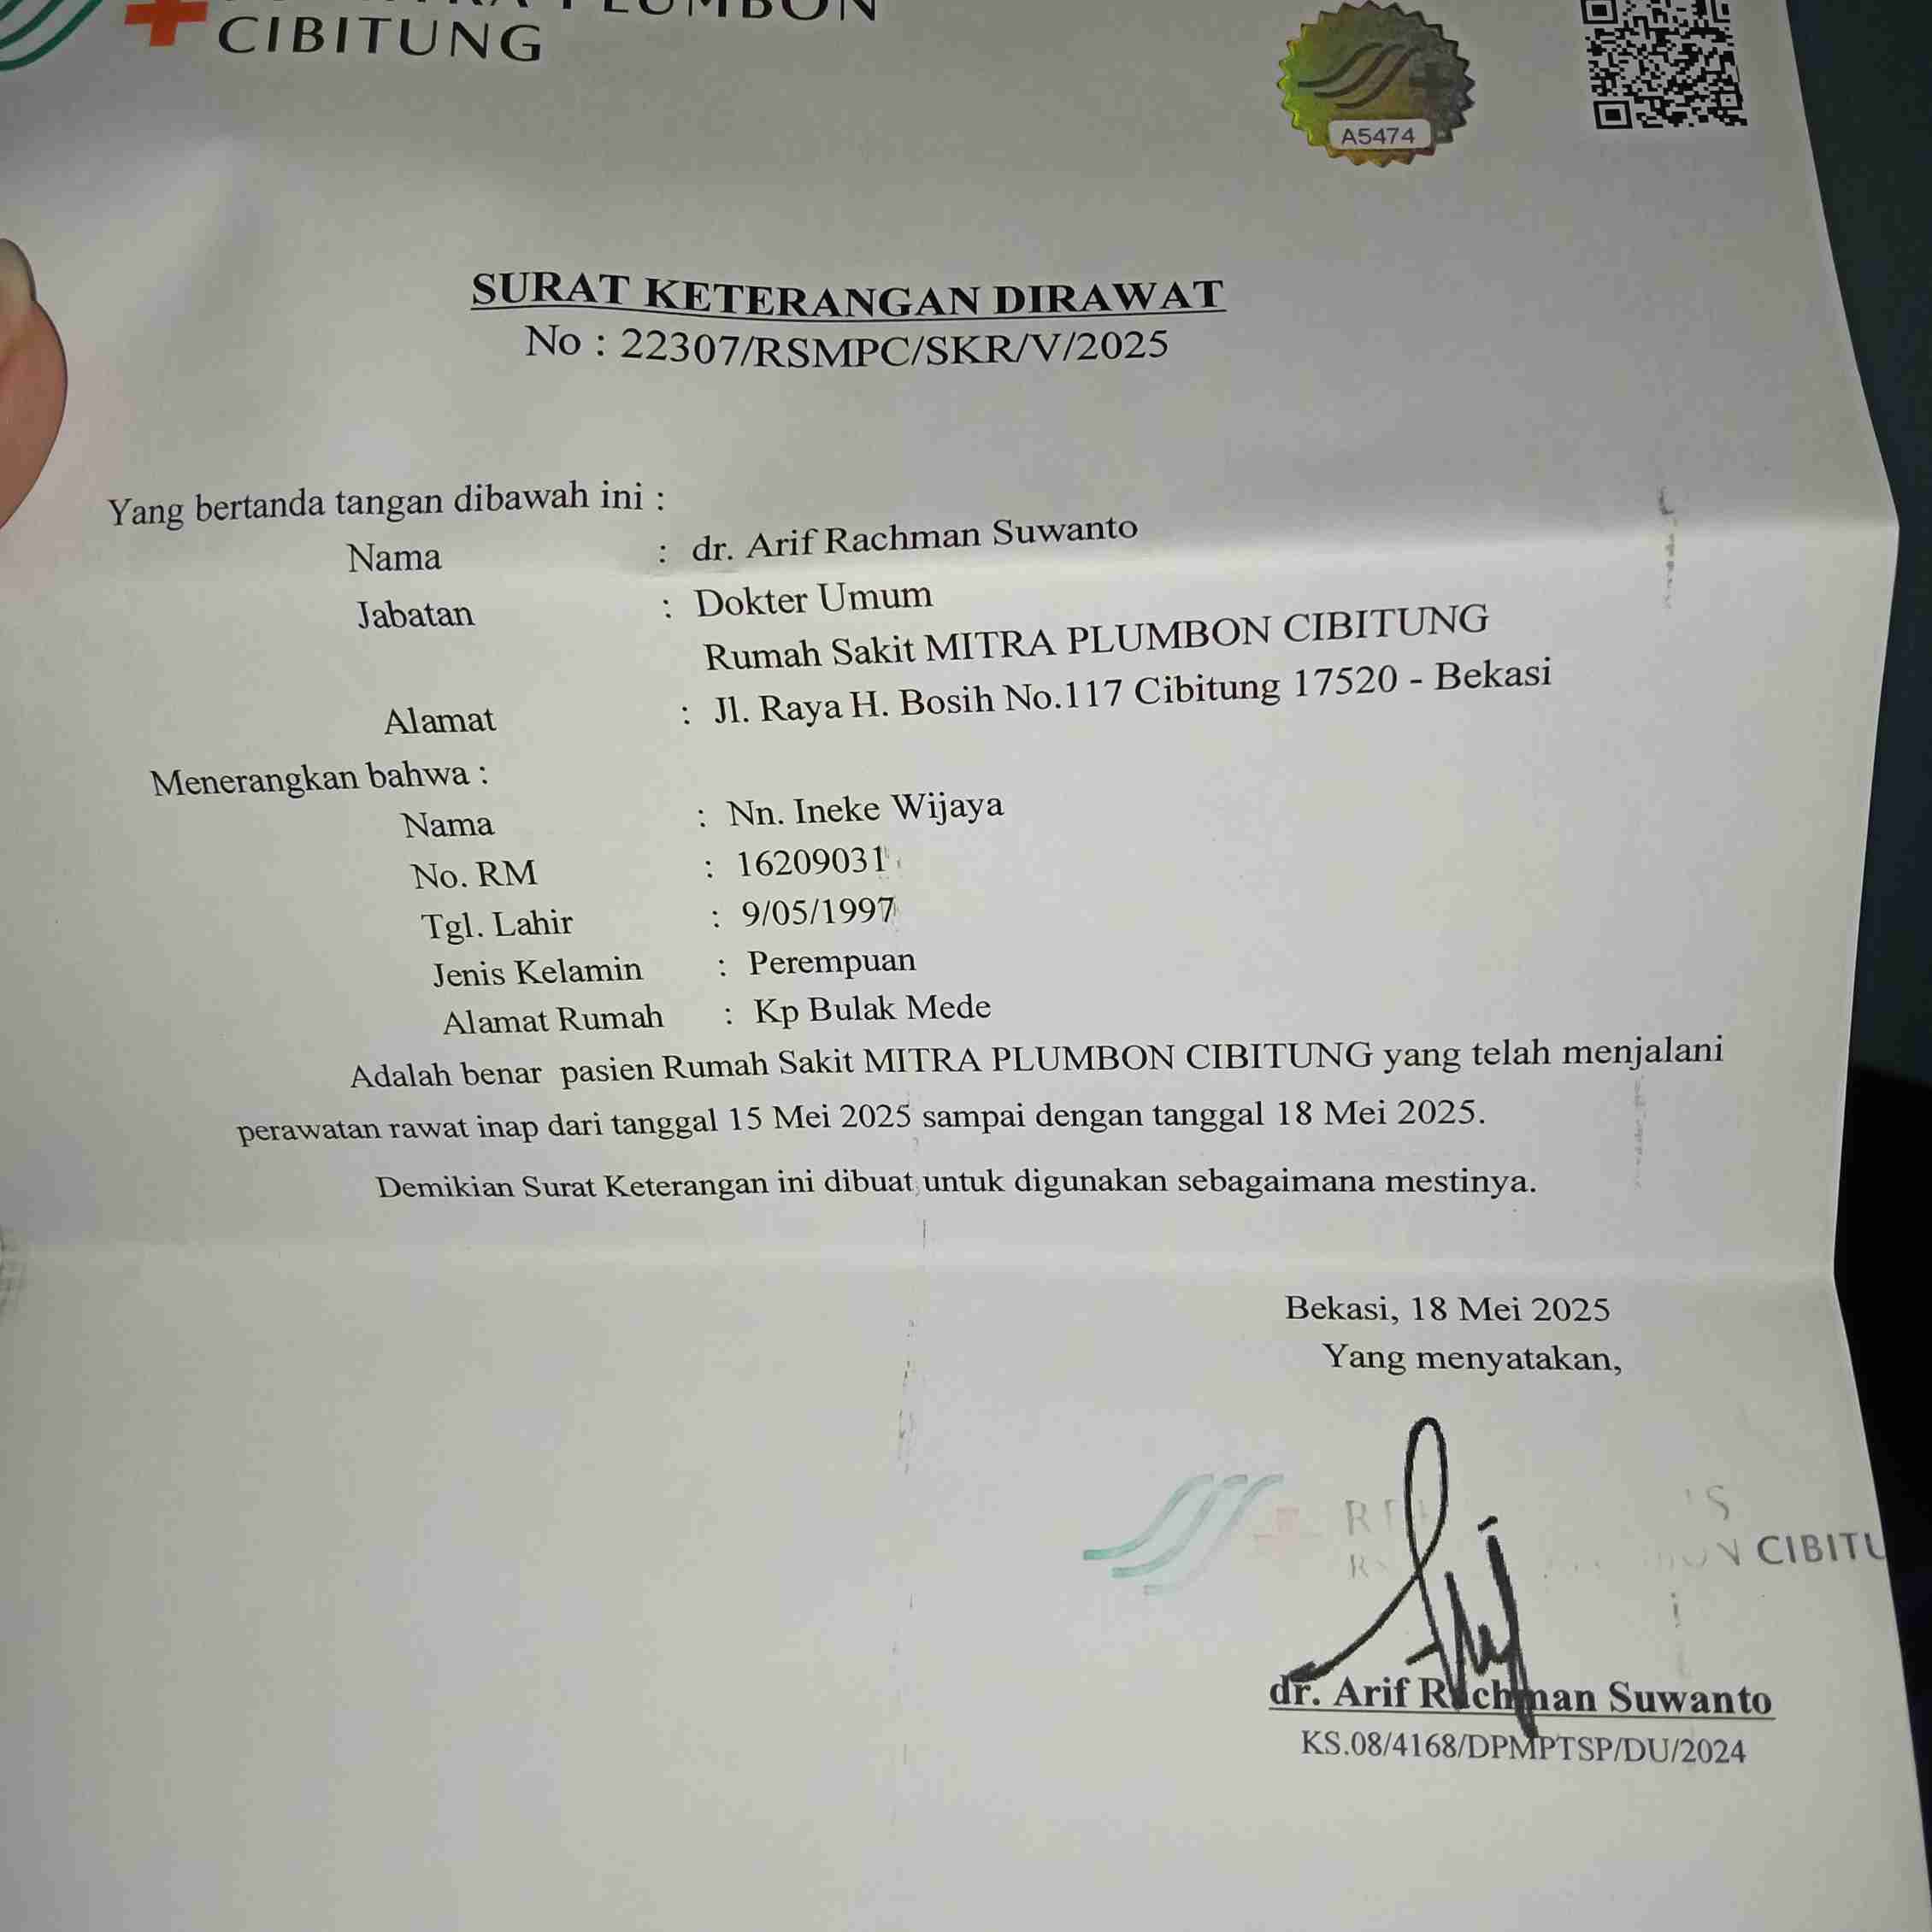 PLUMBON
CIBITUNG
A5474
SURAT KETERANGAN DIRAWAT
No : 22307/RSMPC/SKR/V/2025
Yang bertanda tangan dibawah ini :
Nama : dr. Arif Rachman Suwanto
Jabatan : Dokter Umum
Rumah Sakit MITRA PLUMBON CIBITUNG
Alamat : Jl. Raya H. Bosih No.117 Cibitung 17520 - Bekasi
Menerangkan bahwa :
Nama : Nn. Ineke Wijaya
No. RM : 16209031
Tgl. Lahir : 9/05/1997
Jenis Kelamin : Perempuan
Alamat Rumah : Kp Bulak Mede
Adalah benar pasien Rumah Sakit MITRA PLUMBON CIBITUNG yang telah menjalani
perawatan rawat inap dari tanggal 15 Mei 2025 sampai dengan tanggal 18 Mei 2025.
Demikian Surat Keterangan ini dibuat untuk digunakan sebagaimana mestinya.
Bekasi, 18 Mei 2025
Yang menyatakan,
CIBITU
dr. Arif Rachman Suwanto
KS.08/4168/DPMPTSP/DU/2024